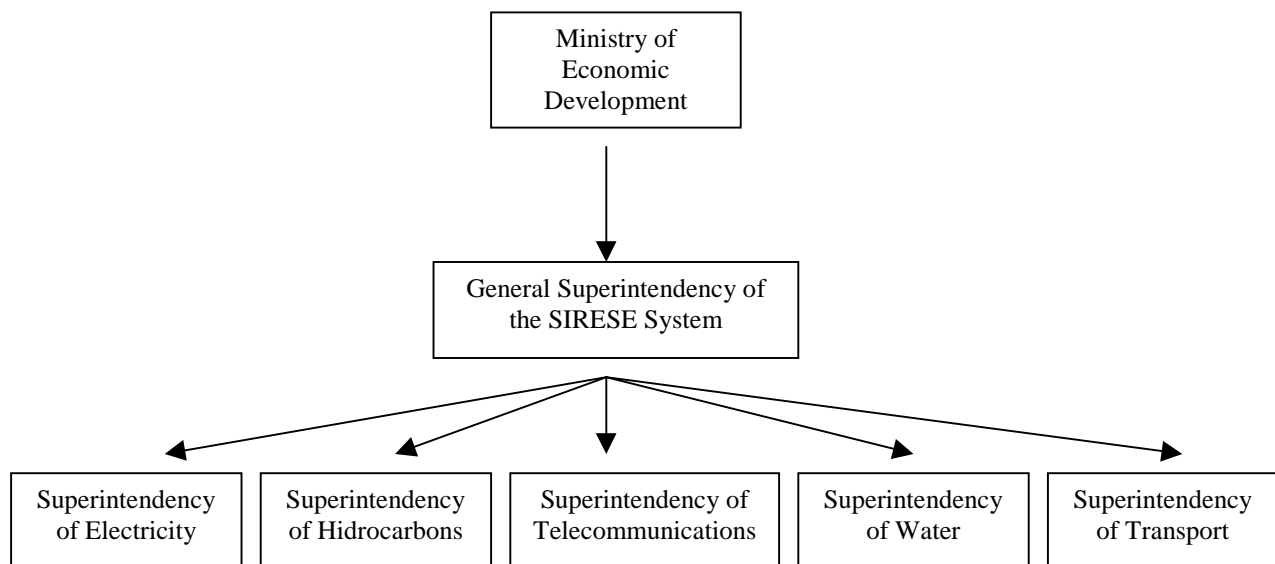 Ministry of
Economic
Development
General Superintendency of
the SIRESE System
Superintendency
of Electricity
Superintendency
of Hidrocarbons
Superintendency of
Telecommunications
Superintendency
of Water
Superintendency
of Transport